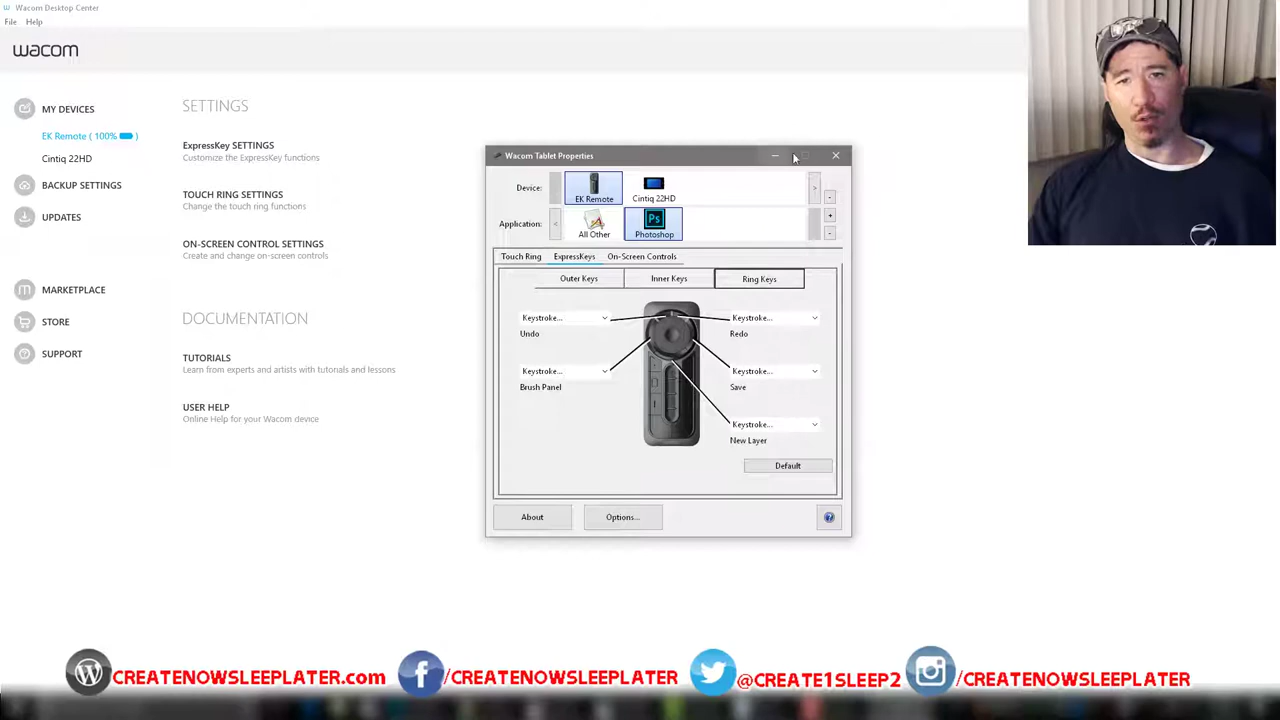 Wacom Desktop Center
File Help
wacom
MY DEVICES
EK Remote ( 100% )
Cintiq 22HD
BACKUP SETTINGS
UPDATES
MARKETPLACE
STORE
SUPPORT
SETTINGS
ExpressKey SETTINGS
Customize the ExpressKey functions
TOUCH RING SETTINGS
Change the touch ring functions
ON-SCREEN CONTROL SETTINGS
Create and change on-screen controls
DOCUMENTATION
TUTORIALS
Learn from experts and artists with tutorials and lessons
USER HELP
Online Help for your Wacom device
Wacom Tablet Properties
Device:
EK Remote
Cintiq 22HD
Application:
All Other
Ps
Photoshop
Touch Ring ExpressKeys On-Screen Controls
Outer Keys Inner Keys Ring Keys
Keystroke... Keystroke...
Undo Redo
Keystroke... Keystroke...
Brush Panel Save
Keystroke...
New Layer
Default
About Options...
CREATENOWSLEEPLATER.com /CREATENOWSLEEPLATER @CREATE1SLEEP2 /CREATENOWSLEEPLATER